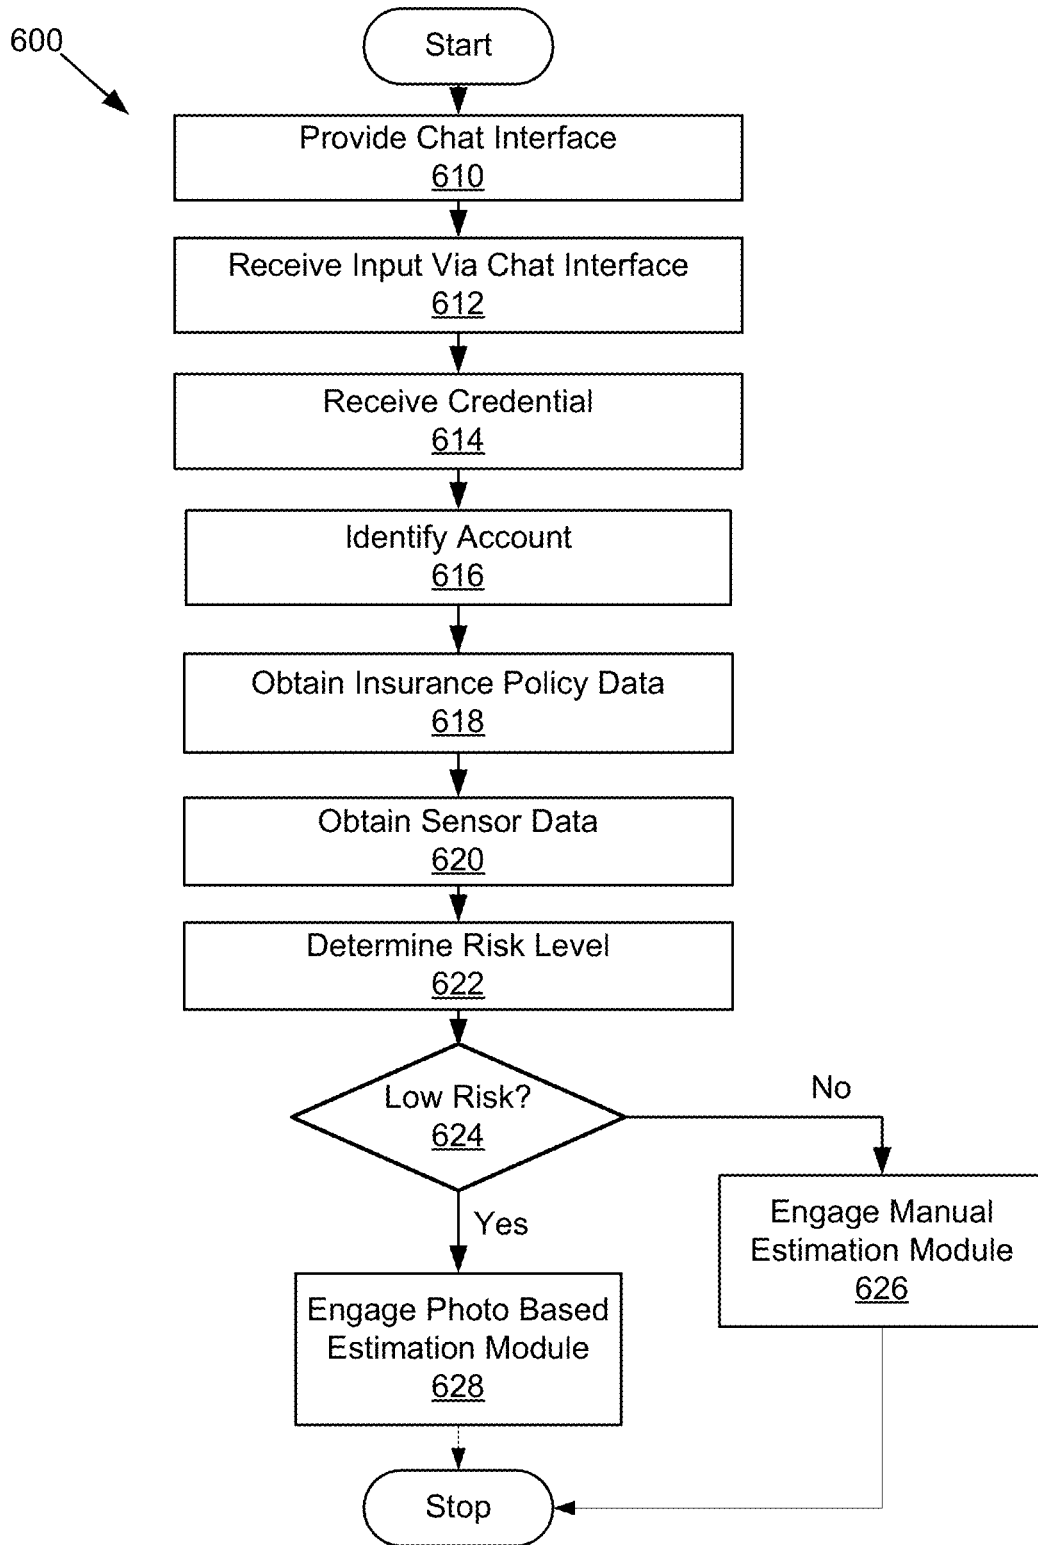 600
Start
Provide Chat Interface
610
Receive Input Via Chat Interface
612
Receive Credential
614
Identify Account
616
Obtain Insurance Policy Data
618
Obtain Sensor Data
620
Determine Risk Level
622
Low Risk?
624
No
Yes
Engage Manual
Estimation Module
626
Engage Photo Based
Estimation Module
628
Stop